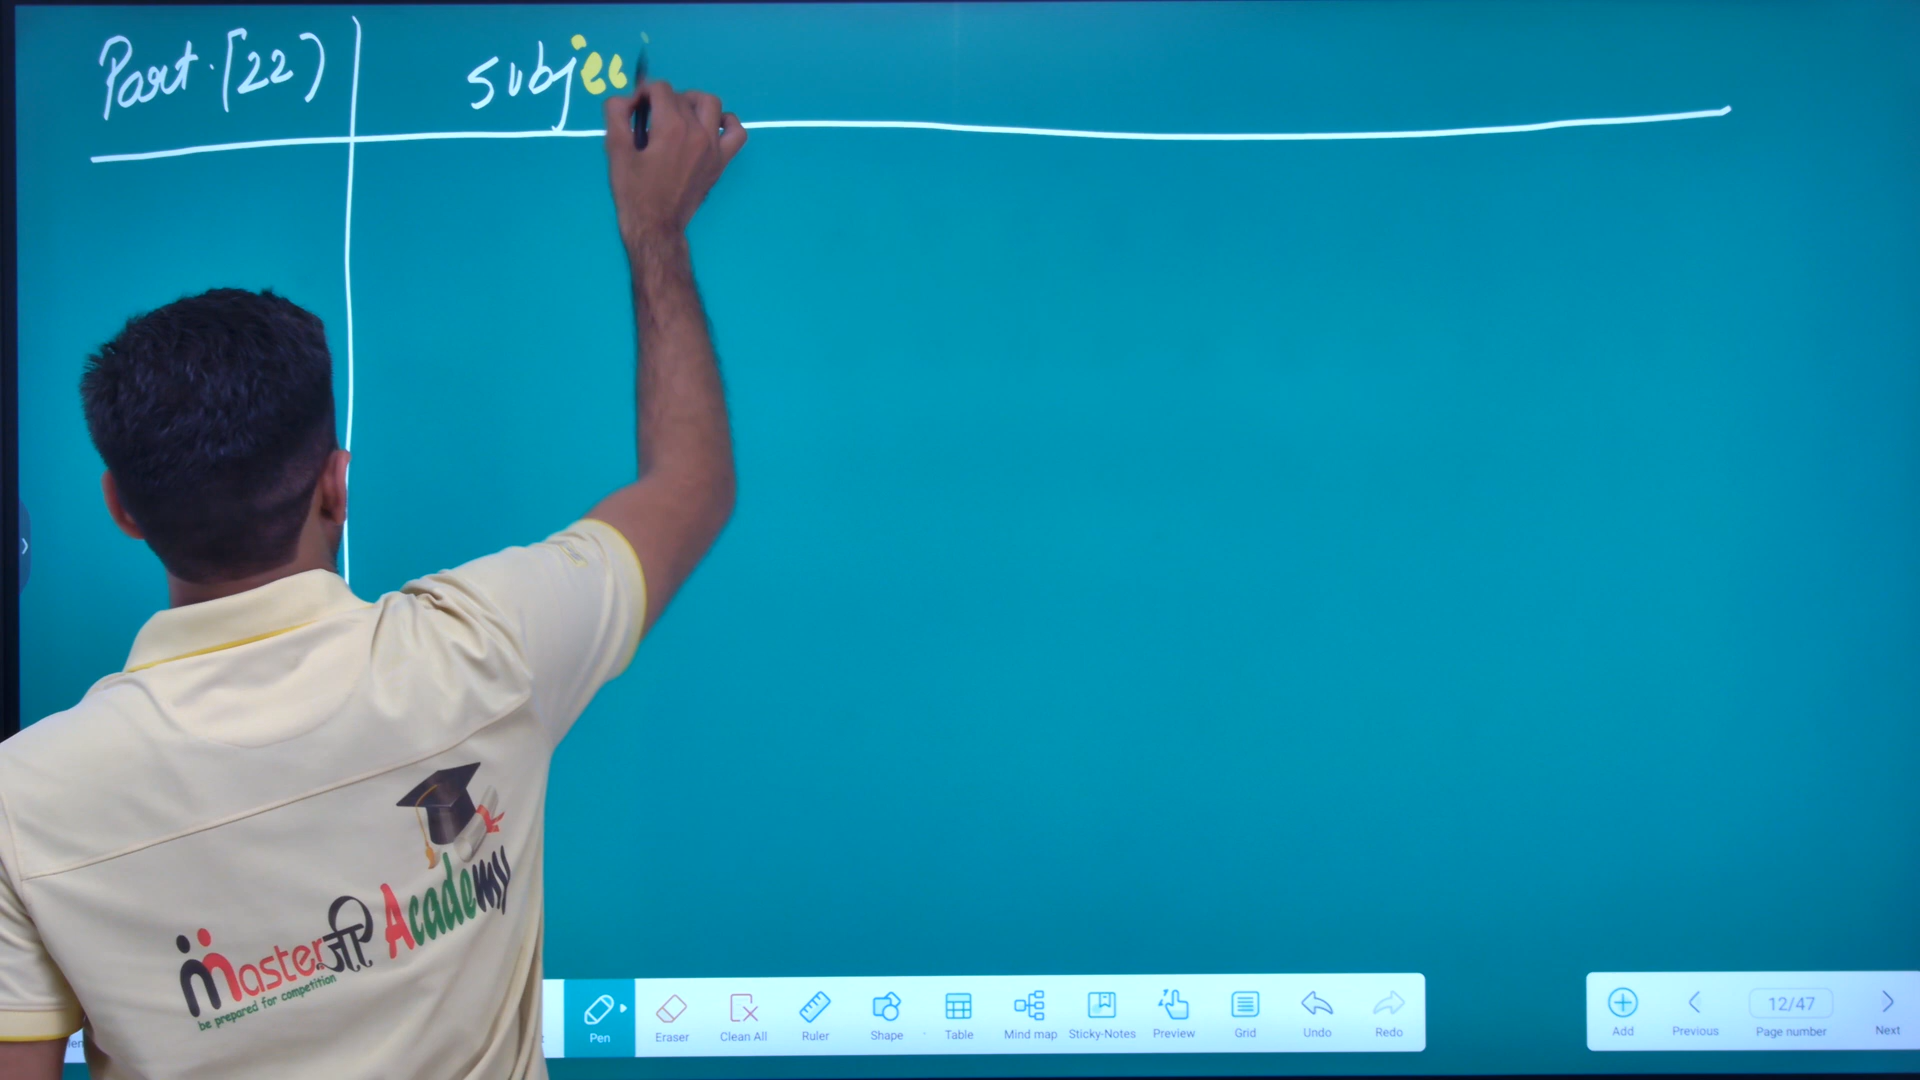 Part. [22) subjec
Masterजी Academy
be prepared for competition
Pen Eraser Clean All Ruler Shape Table Mind map Sticky-Notes Preview Grid Undo Redo
Add Previous 12/47 Page number Next